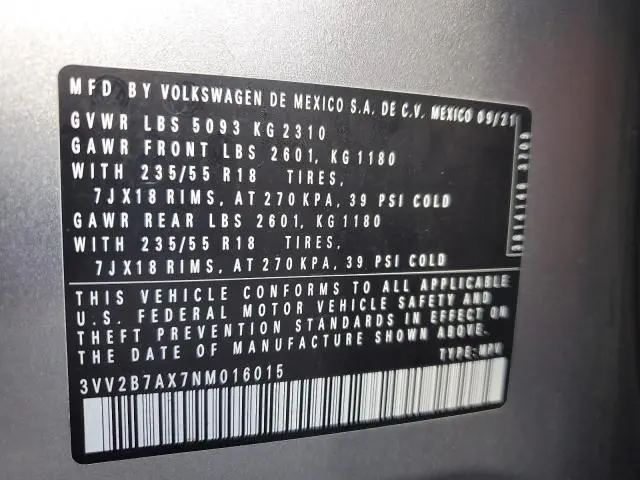 MFD BY VOLKSWAGEN DE MEXICO S.A. DE C.V. MEXICO 09/21
GVWR LBS 5093 KG 2310
GAWR FRONT LBS 2601, KG 1180
WITH 235/55 R18 TIRES,
7JX18 RIMS, AT 270 KPA, 39 PSI COLD
GAWR REAR LBS 2601, KG 1180
WITH 235/55 R18 TIRES,
7JX18 RIMS, AT 270 KPA, 39 PSI COLD
THIS VEHICLE CONFORMS TO ALL APPLICABLE
U.S. FEDERAL MOTOR VEHICLE SAFETY AND
THEFT PREVENTION STANDARDS IN EFFECT ON
THE DATE OF MANUFACTURE SHOWN ABOVE.
3VV2B7AX7NM016015 TYPE: MPV